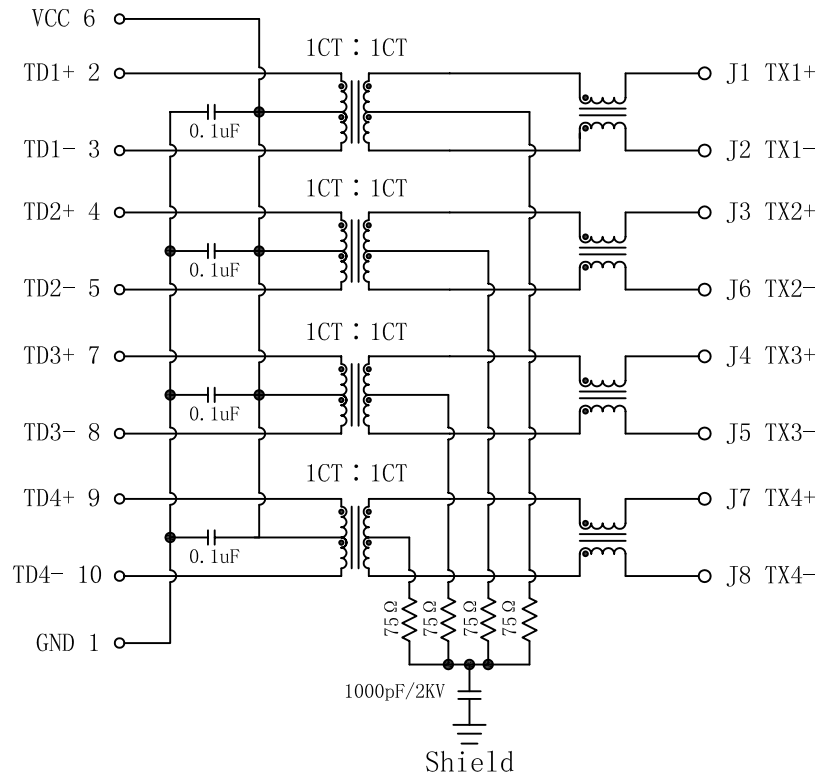 VCC 6
1CT：1CT
TD1+ 2
J1 TX1+
0.1uF
TD1- 3
J2 TX1-
1CT：1CT
TD2+ 4
J3 TX2+
0.1uF
TD2- 5
J6 TX2-
1CT：1CT
TD3+ 7
J4 TX3+
0.1uF
TD3- 8
J5 TX3-
1CT：1CT
TD4+ 9
J7 TX4+
0.1uF
TD4- 10
J8 TX4-
75Ω
75Ω
75Ω
75Ω
GND 1
1000pF/2KV
Shield